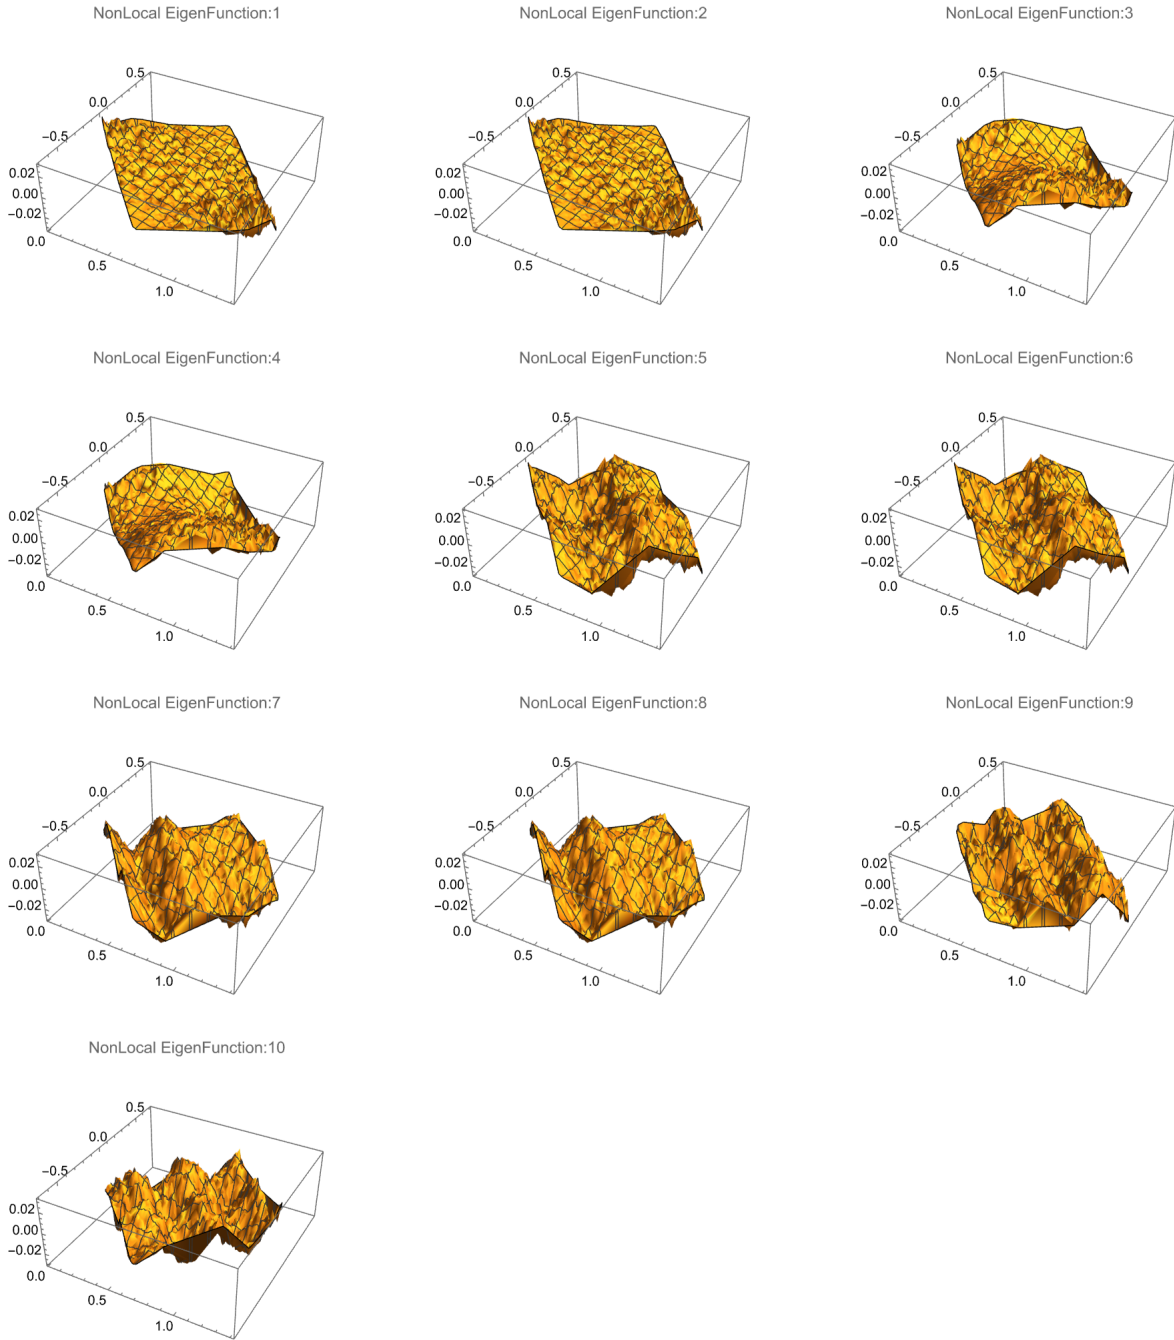 NonLocal EigenFunction:1 NonLocal EigenFunction:2 NonLocal EigenFunction:3
0.5 0.5 0.5
0.0 0.0 0.0
−0.5 −0.5 −0.5
0.02 0.02 0.02
0.00 0.00 0.00
−0.02 −0.02 −0.02
0.0 0.0 0.0
0.5 0.5 0.5
1.0 1.0 1.0
NonLocal EigenFunction:4 NonLocal EigenFunction:5 NonLocal EigenFunction:6
0.5 0.5 0.5
0.0 0.0 0.0
−0.5 −0.5 −0.5
0.02 0.02 0.02
0.00 0.00 0.00
−0.02 −0.02 −0.02
0.0 0.0 0.0
0.5 0.5 0.5
1.0 1.0 1.0
NonLocal EigenFunction:7 NonLocal EigenFunction:8 NonLocal EigenFunction:9
0.5 0.5 0.5
0.0 0.0 0.0
−0.5 −0.5 −0.5
0.02 0.02 0.02
0.00 0.00 0.00
−0.02 −0.02 −0.02
0.0 0.0 0.0
0.5 0.5 0.5
1.0 1.0 1.0
NonLocal EigenFunction:10
0.5
0.0
−0.5
0.02
0.00
−0.02
0.0
0.5
1.0